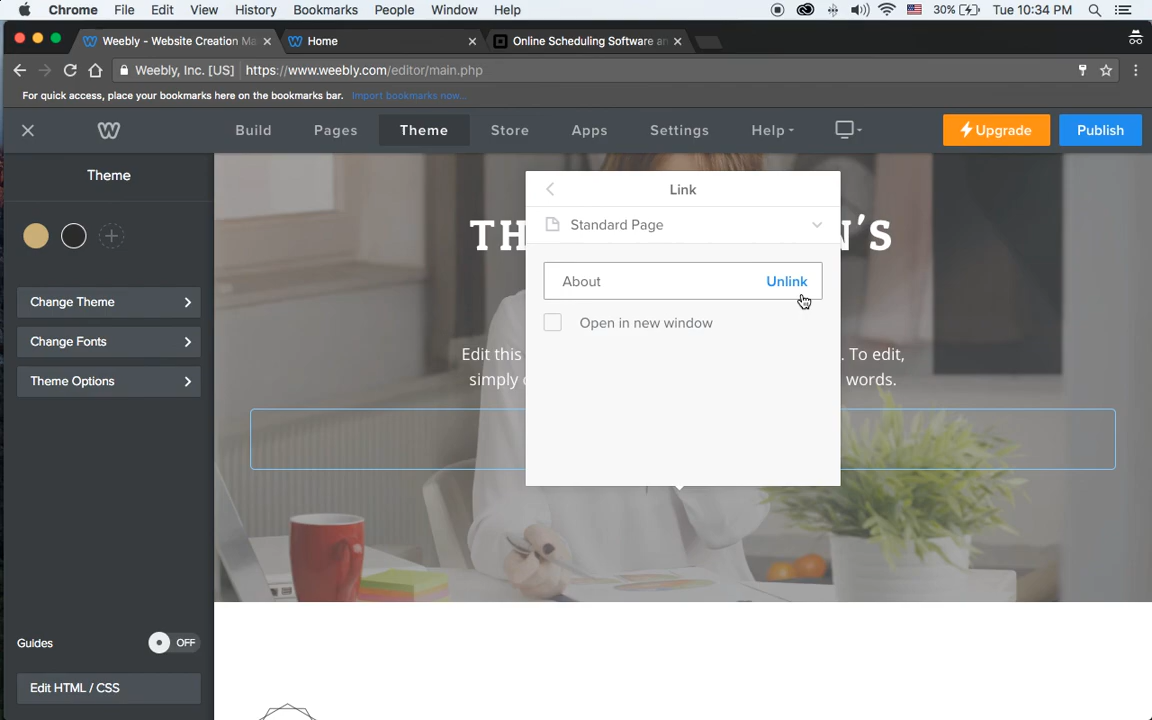 Chrome File Edit View History Bookmarks People Window Help 30% Tue 10:34 PM
Weebly - Website Creation Ma Home Online Scheduling Software an
Weebly, Inc. [US] https://www.weebly.com/editor/main.php
For quick access, place your bookmarks here on the bookmarks bar. Import bookmarks now...
Build Pages Theme Store Apps Settings Help Upgrade Publish
Theme
Link
Standard Page
TH N'S
About Unlink
Open in new window
Change Theme
Change Fonts
Theme Options
Edit this . To edit,
simply words.
Guides OFF
Edit HTML / CSS